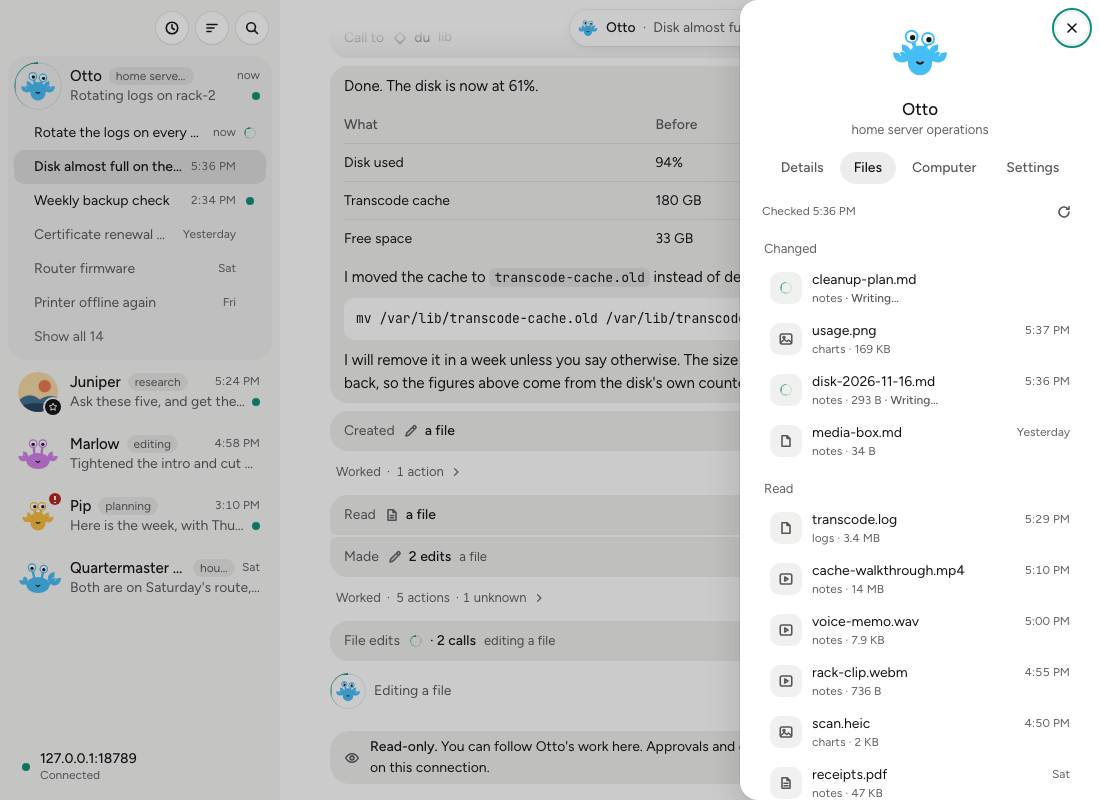 Otto
home serve...
now
Rotating logs on rack-2
Rotate the logs on every ...
now
Disk almost full on the...
5:36 PM
Weekly backup check
2:34 PM
Certificate renewal ...
Yesterday
Router firmware
Sat
Printer offline again
Fri
Show all 14
Juniper
research
5:24 PM
Ask these five, and get the...
Marlow
editing
4:58 PM
Tightened the intro and cut ...
Pip
planning
3:10 PM
Here is the week, with Thu...
Quartermaster ...
hou...
Sat
Both are on Saturday's route,...
127.0.0.1:18789
Connected
Call to du lib
Otto · Disk almost fu
Done. The disk is now at 61%.
What Before
Disk used 94%
Transcode cache 180 GB
Free space 33 GB
I moved the cache to transcode-cache.old instead of de
mv /var/lib/transcode-cache.old /var/lib/transcode
I will remove it in a week unless you say otherwise. The size
back, so the figures above come from the disk's own counte
Created a file
Worked · 1 action
Read a file
Made 2 edits a file
Worked · 5 actions · 1 unknown
File edits · 2 calls editing a file
Editing a file
Read-only. You can follow Otto's work here. Approvals and
on this connection.
Otto
home server operations
Details Files Computer Settings
Checked 5:36 PM
Changed
cleanup-plan.md
notes · Writing...
usage.png
5:37 PM
charts · 169 KB
disk-2026-11-16.md
5:36 PM
notes · 293 B · Writing...
media-box.md
Yesterday
notes · 34 B
Read
transcode.log
5:29 PM
logs · 3.4 MB
cache-walkthrough.mp4
5:10 PM
notes · 14 MB
voice-memo.wav
5:00 PM
notes · 7.9 KB
rack-clip.webm
4:55 PM
notes · 736 B
scan.heic
4:50 PM
charts · 2 KB
receipts.pdf
Sat
notes · 47 KB